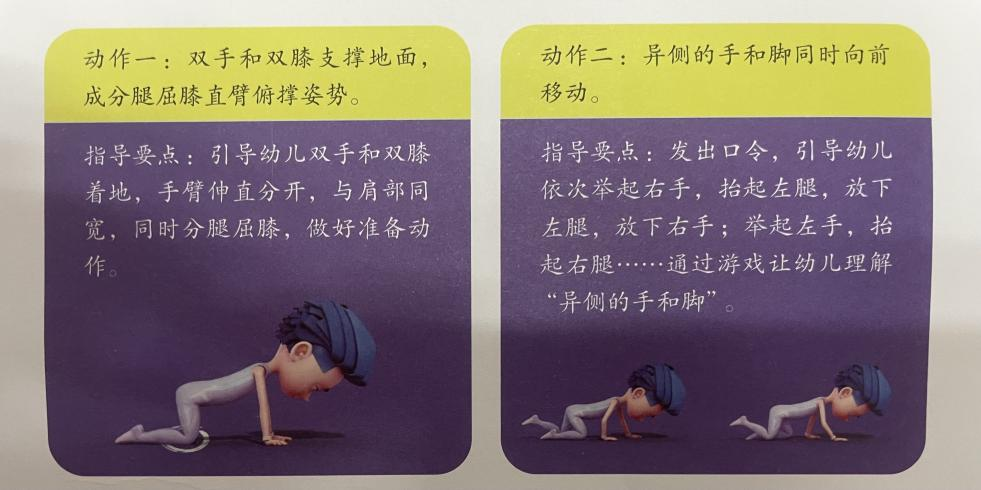 动作一：双手和双膝支撑地面，
成分腿屈膝直臂俯撑姿势。
指导要点：引导幼儿双手和双膝
着地，手臂伸直分开，与肩部同
宽，同时分腿屈膝，做好准备动
作。
动作二：异侧的手和脚同时向前
移动。
指导要点：发出口令，引导幼儿
依次举起右手，抬起左腿，放下
左腿，放下右手；举起左手，抬
起右腿……通过游戏让幼儿理解
“异侧的手和脚”。